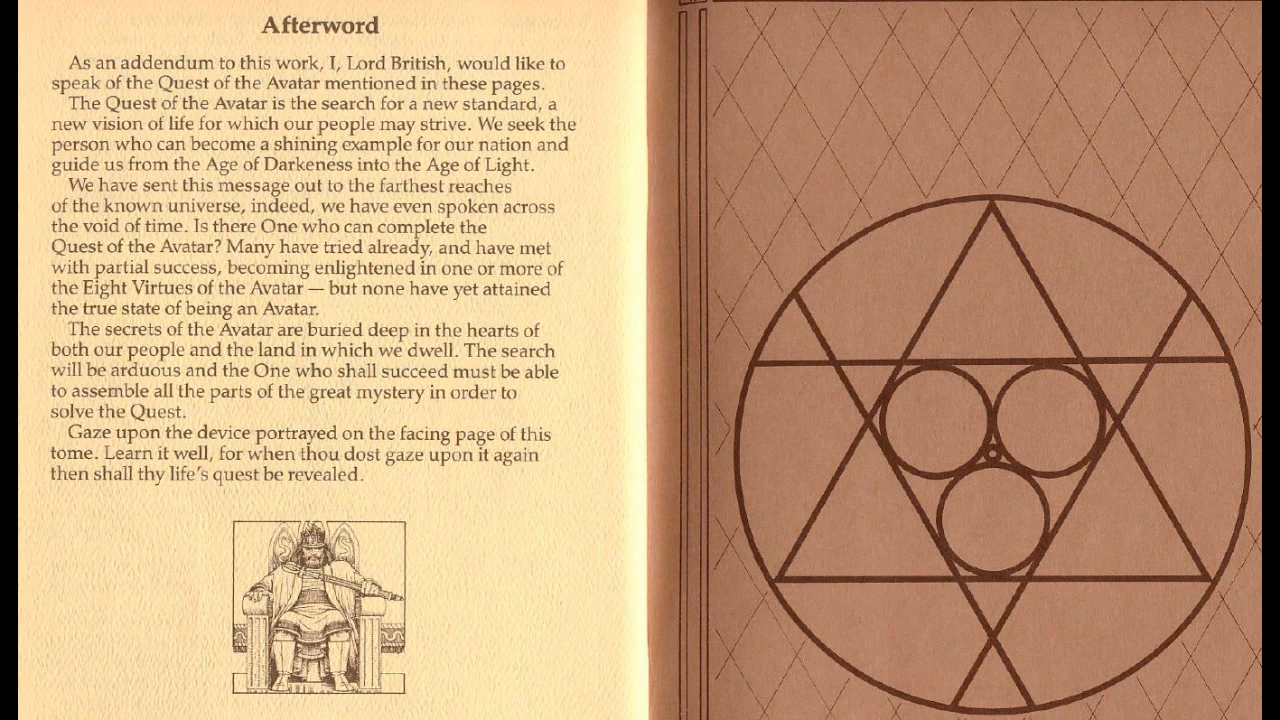 Afterword
As an addendum to this work, I, Lord British, would like to
speak of the Quest of the Avatar mentioned in these pages.
The Quest of the Avatar is the search for a new standard, a
new vision of life for which our people may strive. We seek the
person who can become a shining example for our nation and
guide us from the Age of Darkeness into the Age of Light.
We have sent this message out to the farthest reaches
of the known universe, indeed, we have even spoken across
the void of time. Is there One who can complete the
Quest of the Avatar? Many have tried already, and have met
with partial success, becoming enlightened in one or more of
the Eight Virtues of the Avatar — but none have yet attained
the true state of being an Avatar.
The secrets of the Avatar are buried deep in the hearts of
both our people and the land in which we dwell. The search
will be arduous and the One who shall succeed must be able
to assemble all the parts of the great mystery in order to
solve the Quest.
Gaze upon the device portrayed on the facing page of this
tome. Learn it well, for when thou dost gaze upon it again
then shall thy life's quest be revealed.